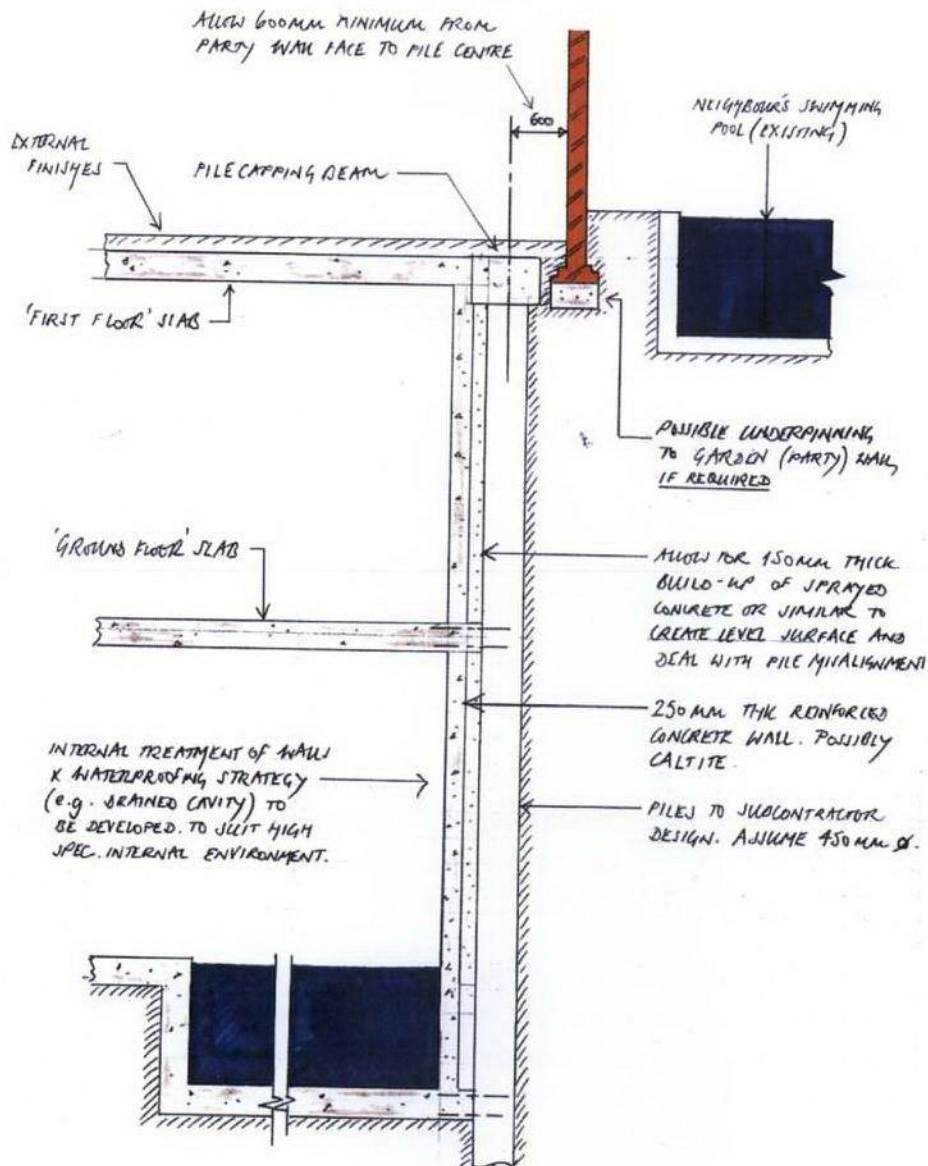 ALLOW 600MM MINIMUM FROM
PARTY WALL FACE TO PILE CENTRE
600
NEIGHBOUR'S SWIMMING
POOL (EXISTING)
EXTERNAL
FINISHES
PILE CAPPING BEAM
'FIRST FLOOR' SLAB
POSSIBLE UNDERPINNING
TO GARDEN (PARTY) WALL
IF REQUIRED
'GROUND FLOOR' SLAB
ALLOW FOR 150MM THICK
BUILD-UP OF SPRAYED
CONCRETE OR SIMILAR TO
CREATE LEVEL SURFACE AND
DEAL WITH PILE MISALIGNMENT
250MM THK REINFORCED
CONCRETE WALL. POSSIBLY
CALTITE.
INTERNAL TREATMENT OF WALLS
& WATERPROOFING STRATEGY
(e.g. DRAINED CAVITY) TO
BE DEVELOPED. TO SUIT HIGH
SPEC. INTERNAL ENVIRONMENT.
PILES TO SUBCONTRACTOR
DESIGN. ASSUME 450MM Ø.